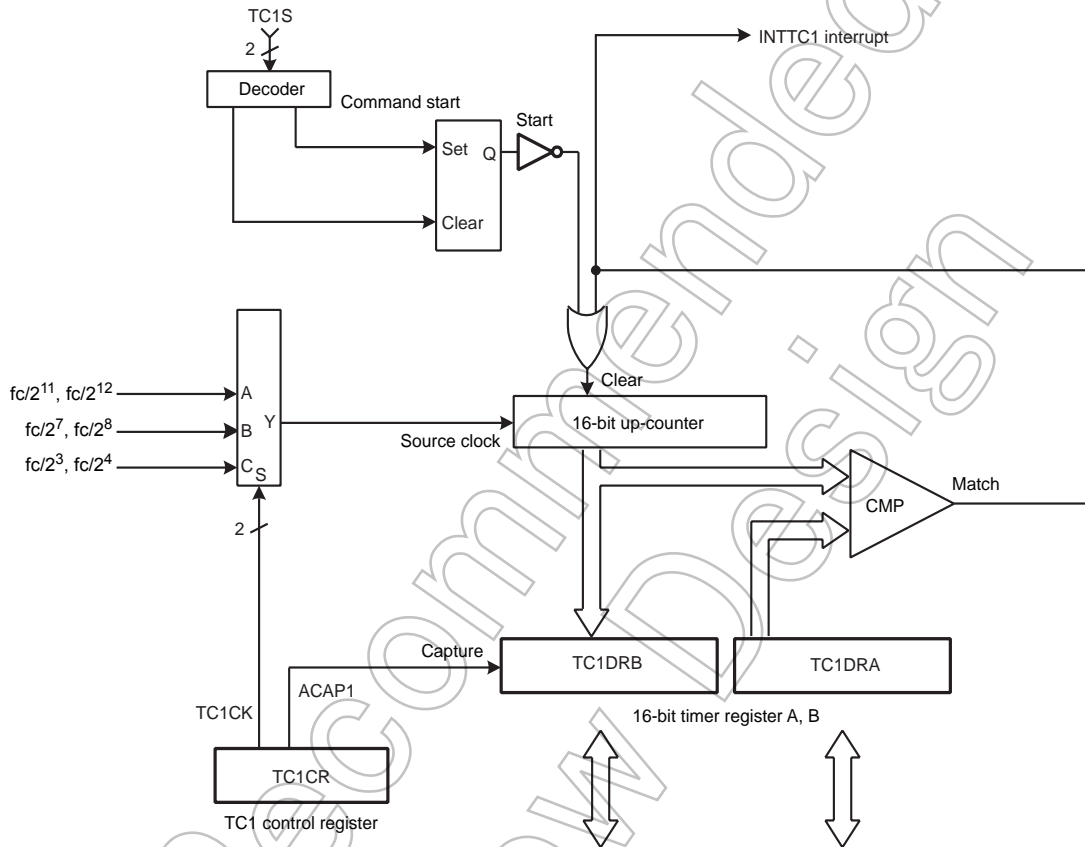 TC1S
INTTC1 interrupt
2
Decoder
Command start
Start
Set
Q
Clear
Clear
A
B
C
S
Y
fc/2^11, fc/2^12
fc/2^7, fc/2^8
fc/2^3, fc/2^4
Source clock
16-bit up-counter
CMP
Match
2
Capture
TC1DRB
TC1DRA
ACAP1
TC1CK
16-bit timer register A, B
TC1CR
TC1 control register
ecommended
w Design